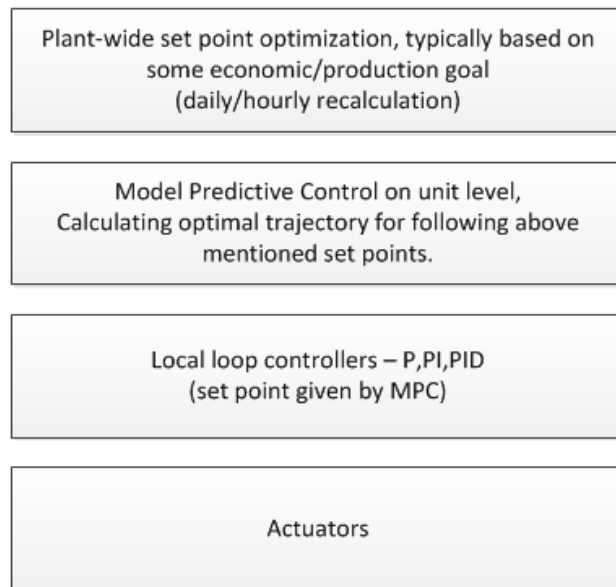 Plant-wide set point optimization, typically based on
some economic/production goal
(daily/hourly recalculation)
Model Predictive Control on unit level,
Calculating optimal trajectory for following above
mentioned set points.
Local loop controllers – P,PI,PID
(set point given by MPC)
Actuators